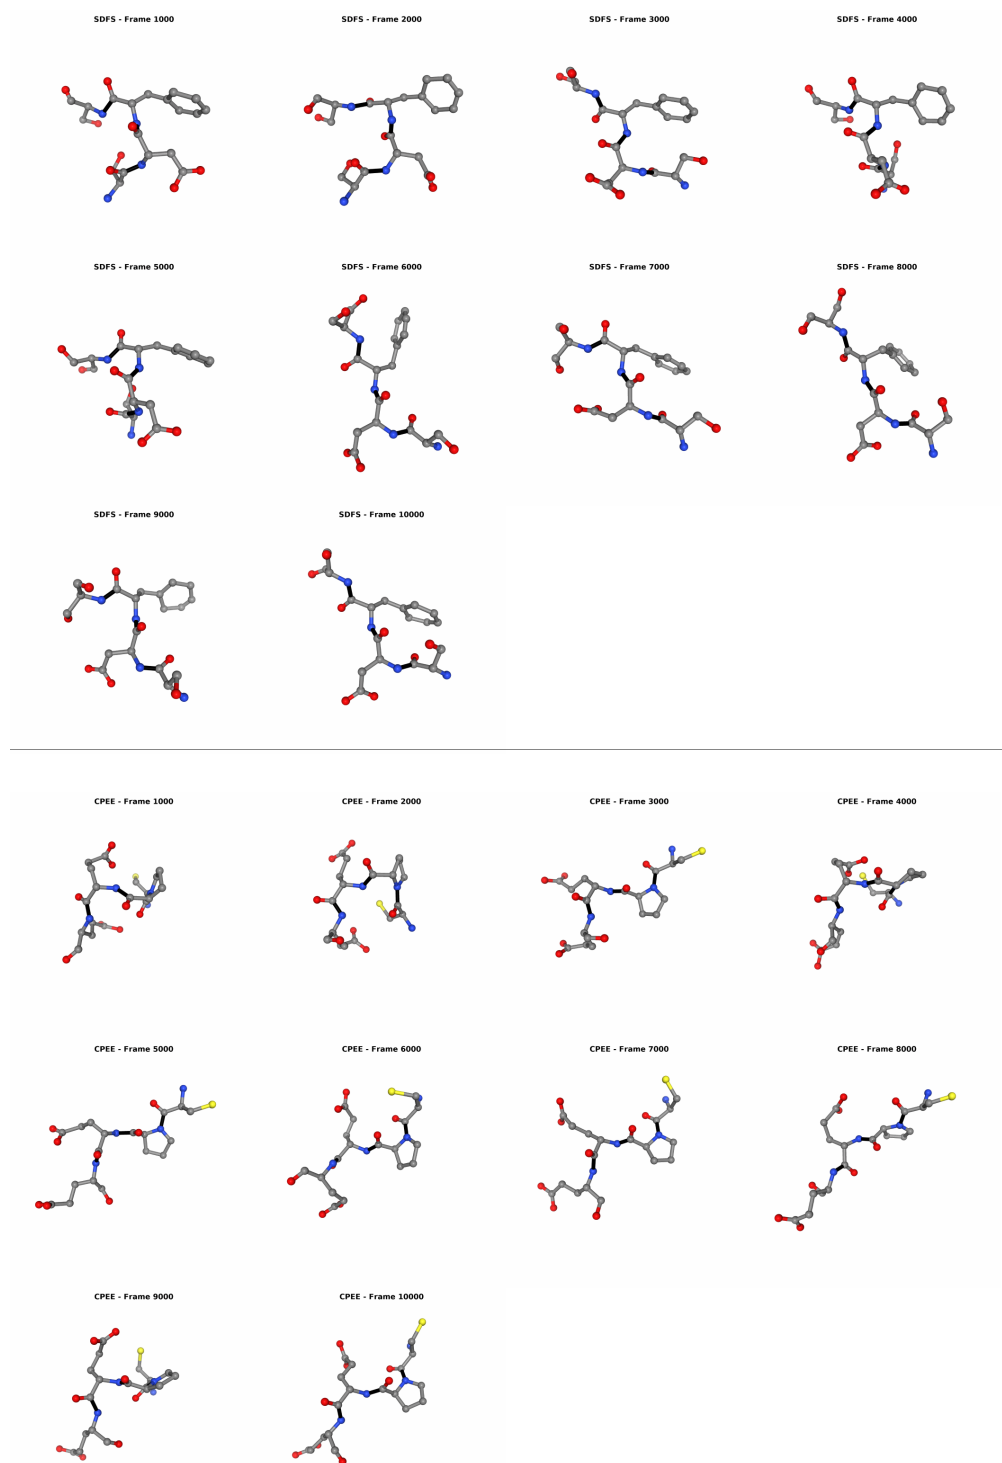 SDFS - Frame 1000
SDFS - Frame 2000
SDFS - Frame 3000
SDFS - Frame 4000
SDFS - Frame 5000
SDFS - Frame 6000
SDFS - Frame 7000
SDFS - Frame 8000
SDFS - Frame 9000
SDFS - Frame 10000
CPEE - Frame 1000
CPEE - Frame 2000
CPEE - Frame 3000
CPEE - Frame 4000
CPEE - Frame 5000
CPEE - Frame 6000
CPEE - Frame 7000
CPEE - Frame 8000
CPEE - Frame 9000
CPEE - Frame 10000